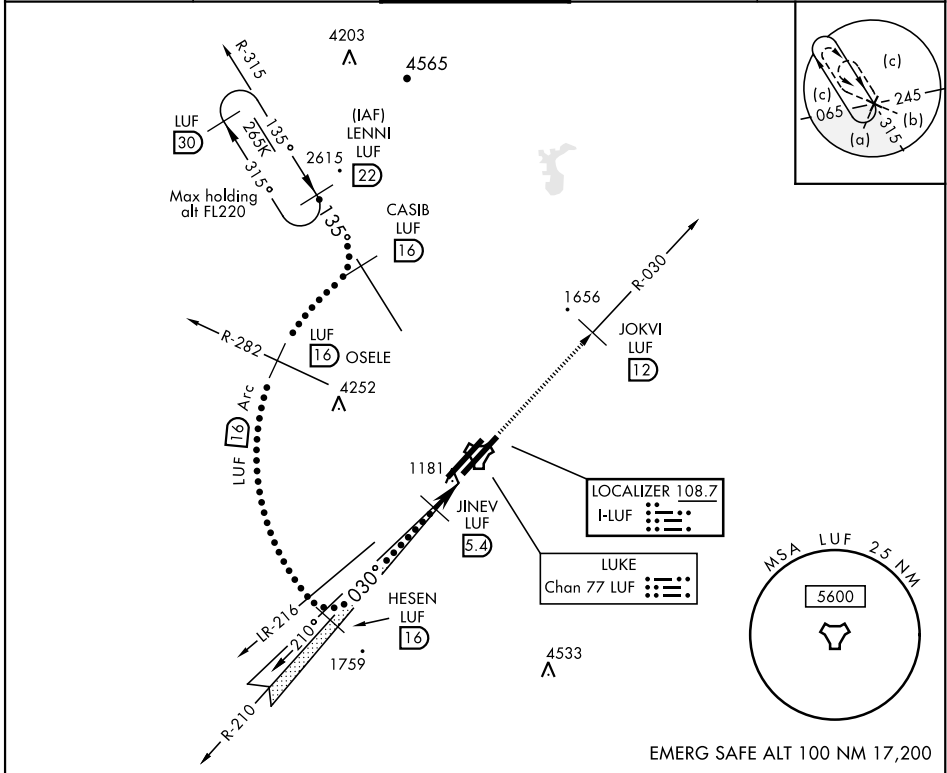 4203
4565
R-315
(IAF)
LENNI
LUF
22
LUF
30
135°
265K
315°
2615
Max holding
alt FL220
135°
CASIB
LUF
16
(c)
(c)
245
065
(b)
(a)
315
R-030
1656
JOKVI
LUF
12
R-282
LUF
16
OSELE
4252
LUF 16 Arc
1181
JINEV
LUF
5.4
LOCALIZER 108.7
I-LUF
LUKE
Chan 77 LUF
030°
LR-216
210°
HESEN
LUF
16
1759
R-210
4533
MSA LUF 25 NM
5600
EMERG SAFE ALT 100 NM 17,200